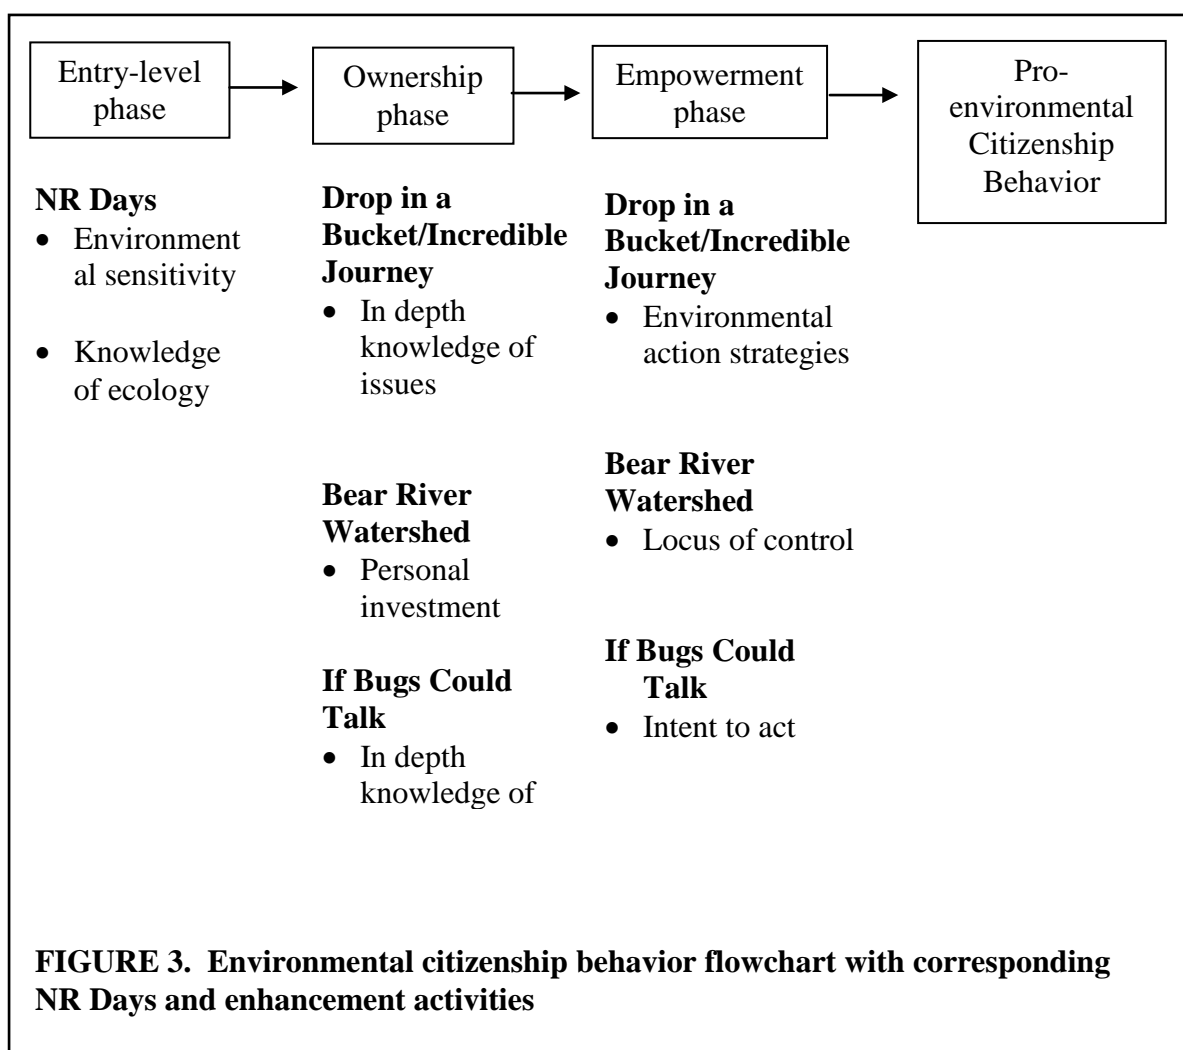 Entry-level
phase
Ownership
phase
Empowerment
phase
Pro-
environmental
Citizenship
Behavior
NR Days
• Environment
al sensitivity
• Knowledge
of ecology
Drop in a
Bucket/Incredible
Journey
• In depth
knowledge of
issues
Bear River
Watershed
• Personal
investment
If Bugs Could
Talk
• In depth
knowledge of
Drop in a
Bucket/Incredible
Journey
• Environmental
action strategies
Bear River
Watershed
• Locus of control
If Bugs Could
Talk
• Intent to act
FIGURE 3. Environmental citizenship behavior flowchart with corresponding
NR Days and enhancement activities